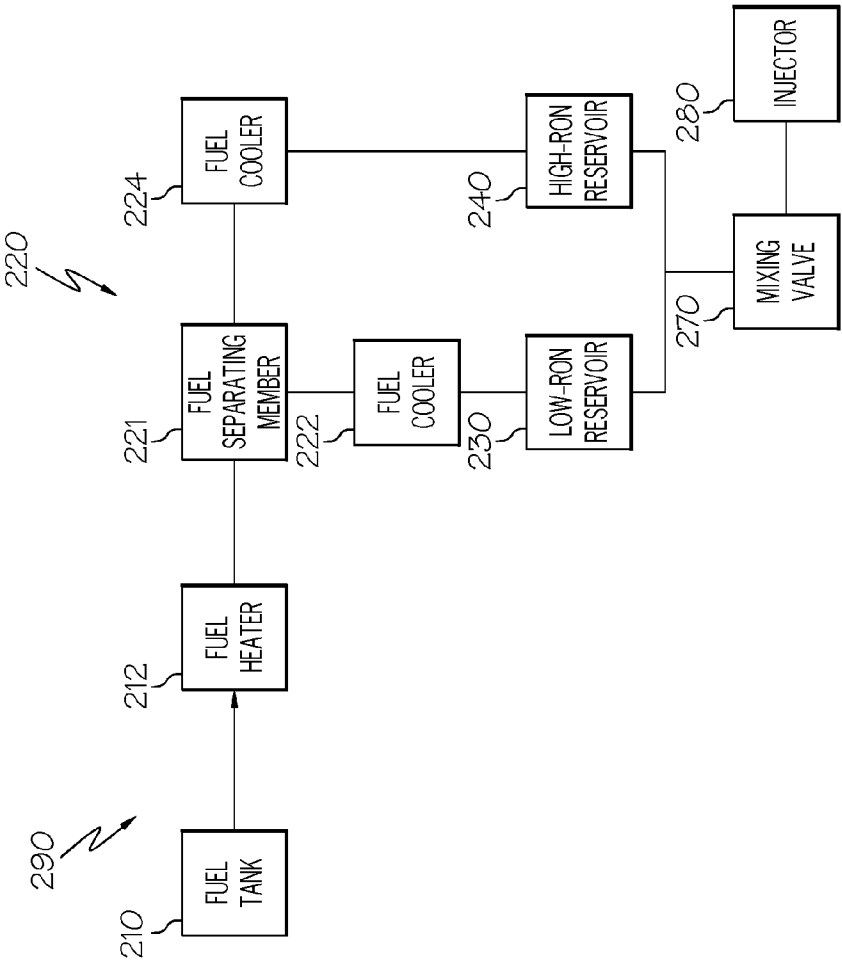 290
220
210
FUEL
TANK
212
FUEL
HEATER
221
FUEL
SEPARATING
MEMBER
224
FUEL
COOLER
222
FUEL
COOLER
230
LOW-RON
RESERVOIR
240
HIGH-RON
RESERVOIR
270
MIXING
VALVE
280
INJECTOR